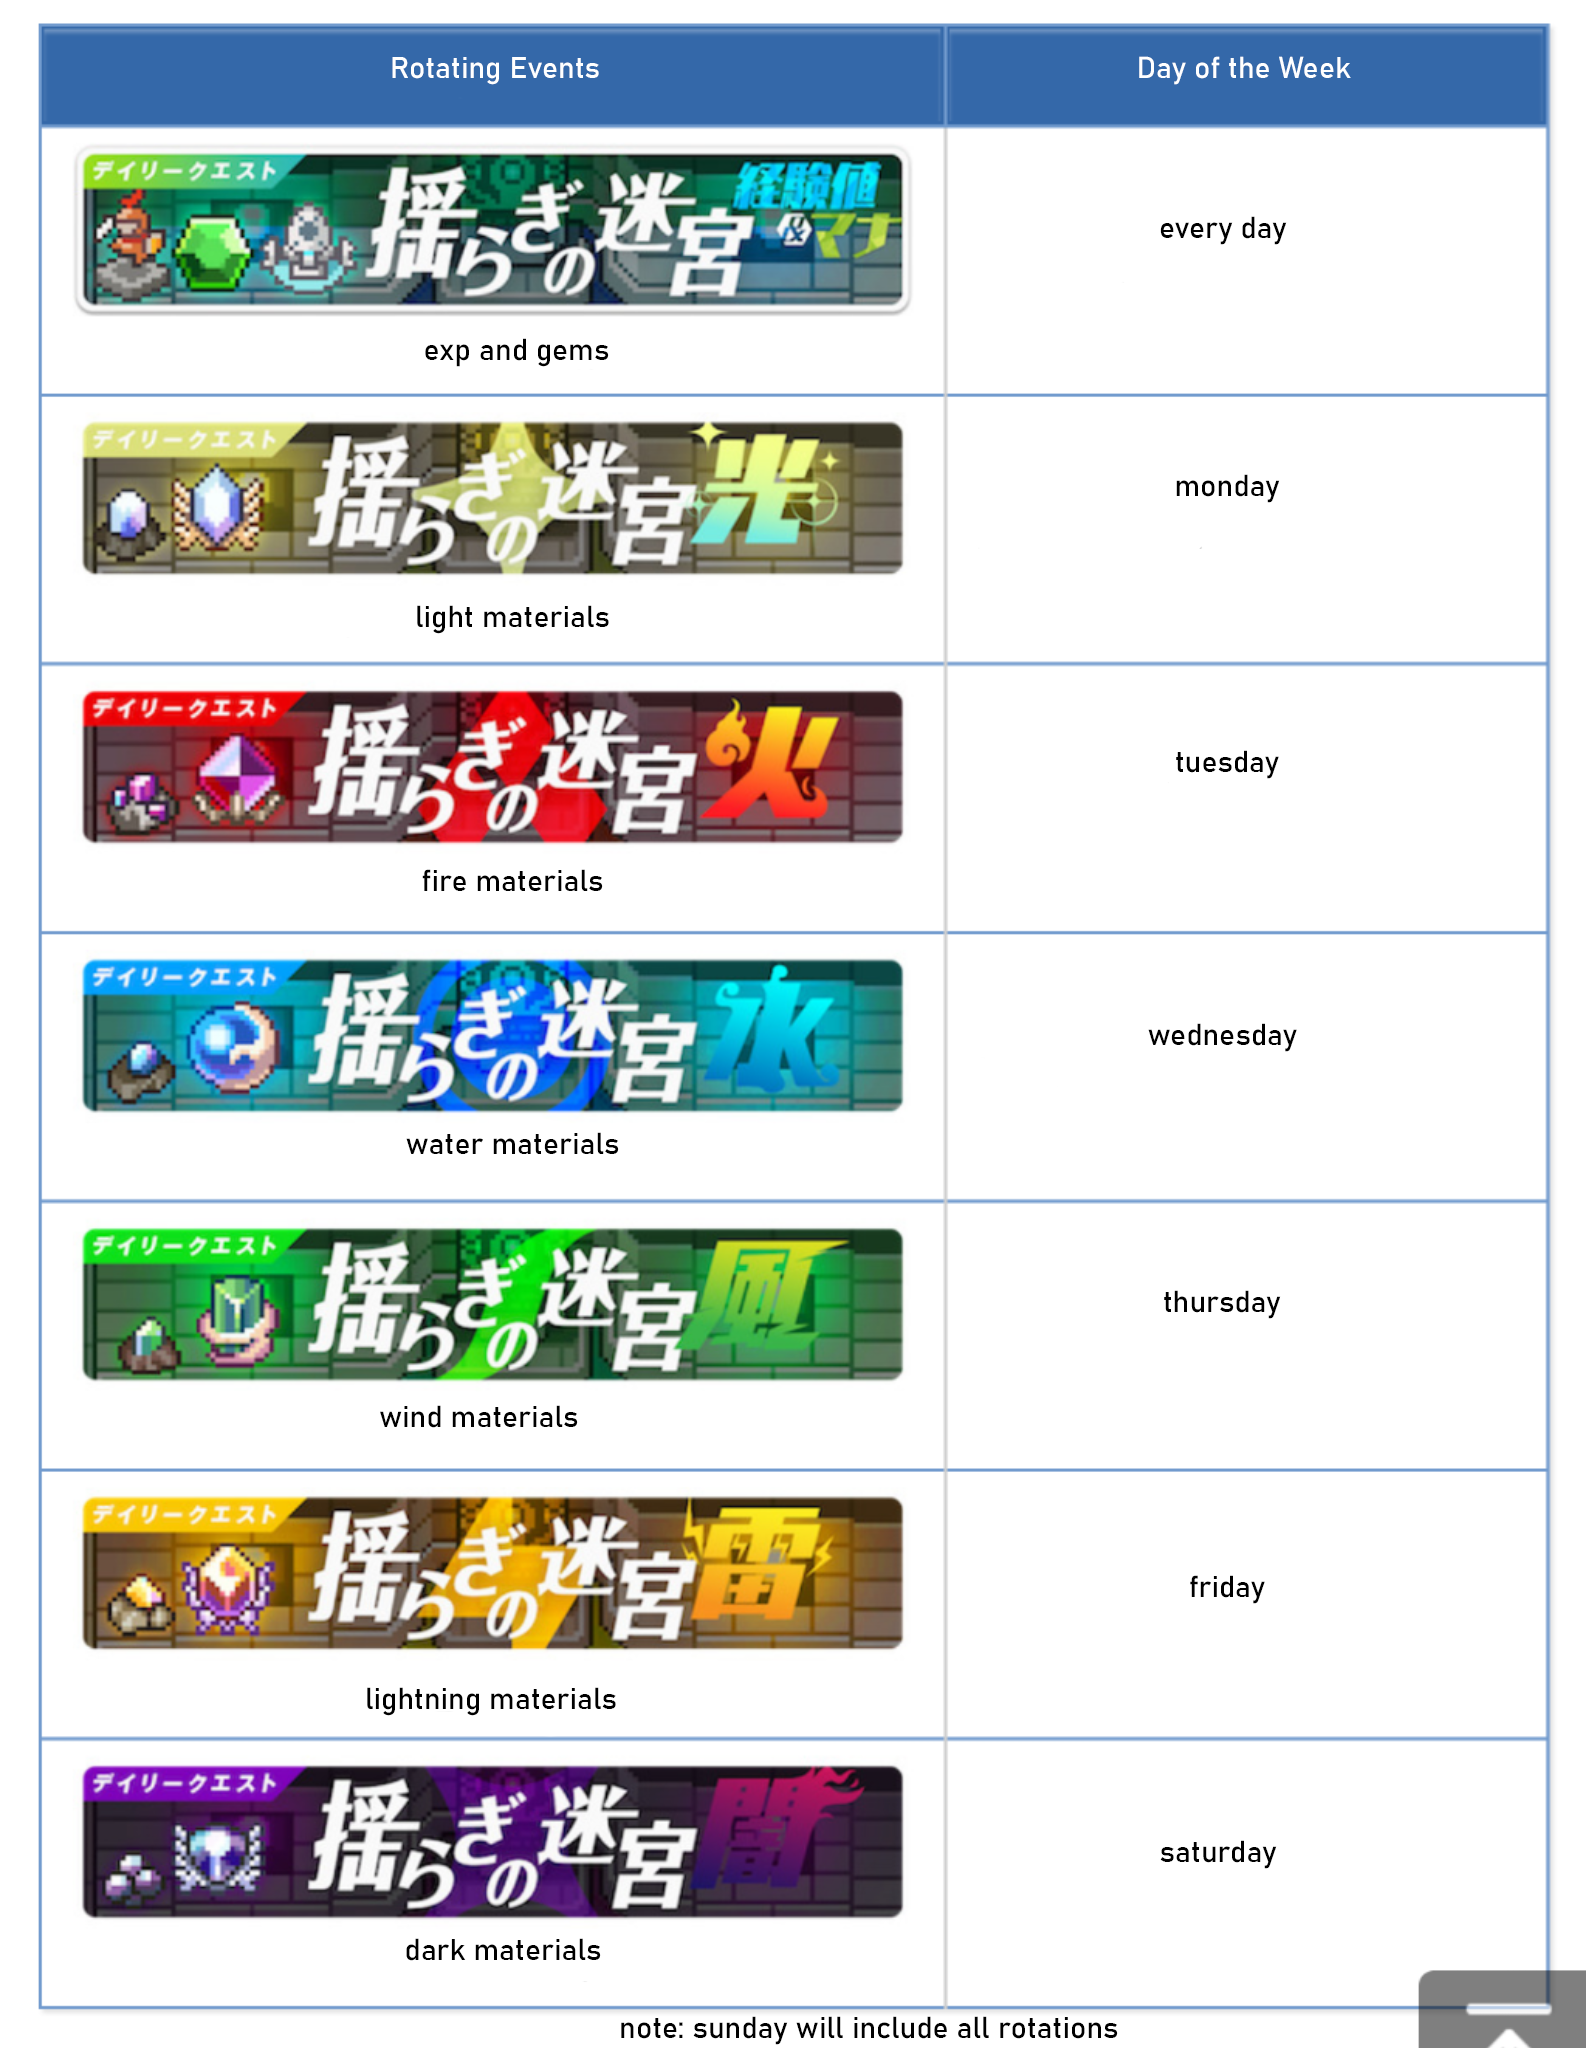 Rotating Events
Day of the Week
デイリークエスト
揺らぎの迷宮
経験値
&マナ
exp and gems
every day
デイリークエスト
揺らぎの迷宮 光
light materials
monday
デイリークエスト
揺らぎの迷宮 火
fire materials
tuesday
デイリークエスト
揺らぎの迷宮 水
water materials
wednesday
デイリークエスト
揺らぎの迷宮 風
wind materials
thursday
デイリークエスト
揺らぎの迷宮 雷
lightning materials
friday
デイリークエスト
揺らぎの迷宮 闇
dark materials
saturday
note: sunday will include all rotations